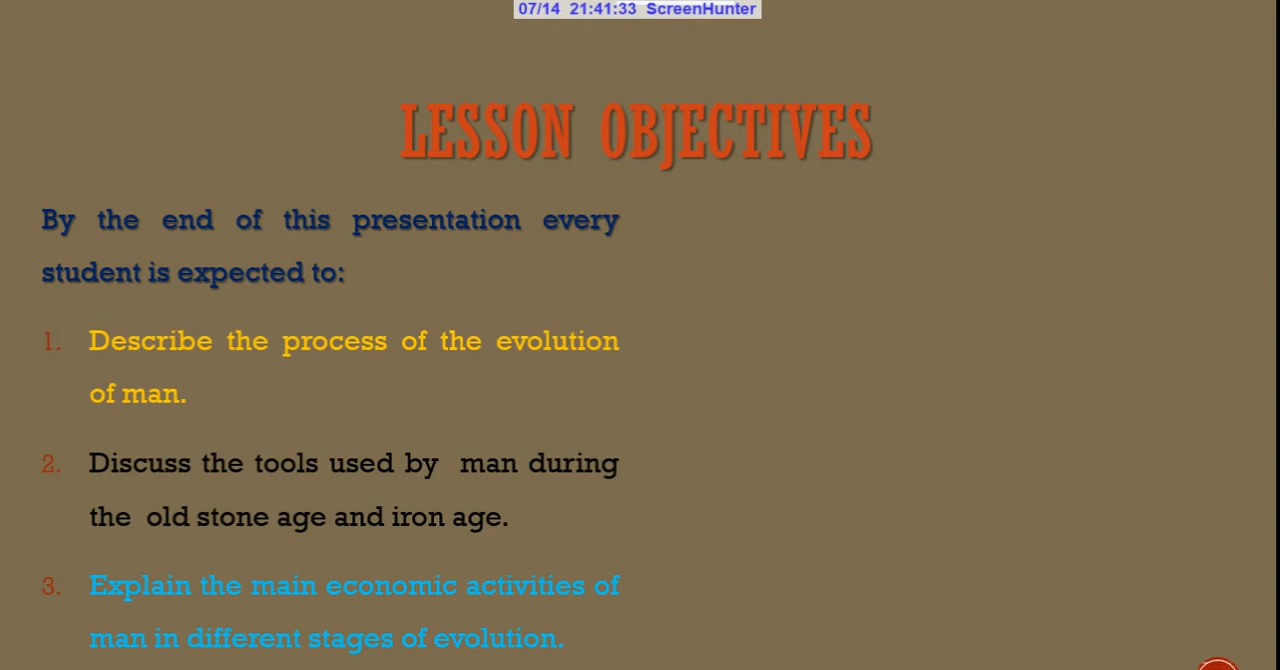 07/14 21:41:33 ScreenHunter
LESSON OBJECTIVES
By the end of this presentation every
student is expected to:
1. Describe the process of the evolution
of man.
2. Discuss the tools used by man during
the old stone age and iron age.
3. Explain the main economic activities of
man in different stages of evolution.